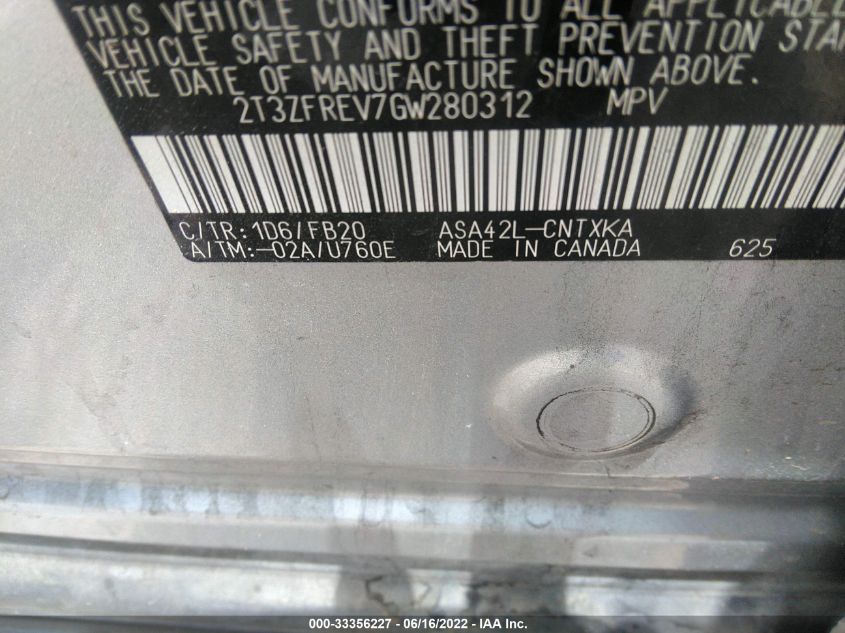 THIS VEHICLE CONFORMS TO ALL APPLICABLE
VEHICLE SAFETY AND THEFT PREVENTION
THE DATE OF MANUFACTURE SHOWN ABOVE.
2T3ZFREV7GW280312 MPV
C/TR:1D6/FB20 ASA42L-CNTXKA
A/TM:-02A/U760E MADE IN CANADA 625
000-33356227 - 06/16/2022 - IAA Inc.